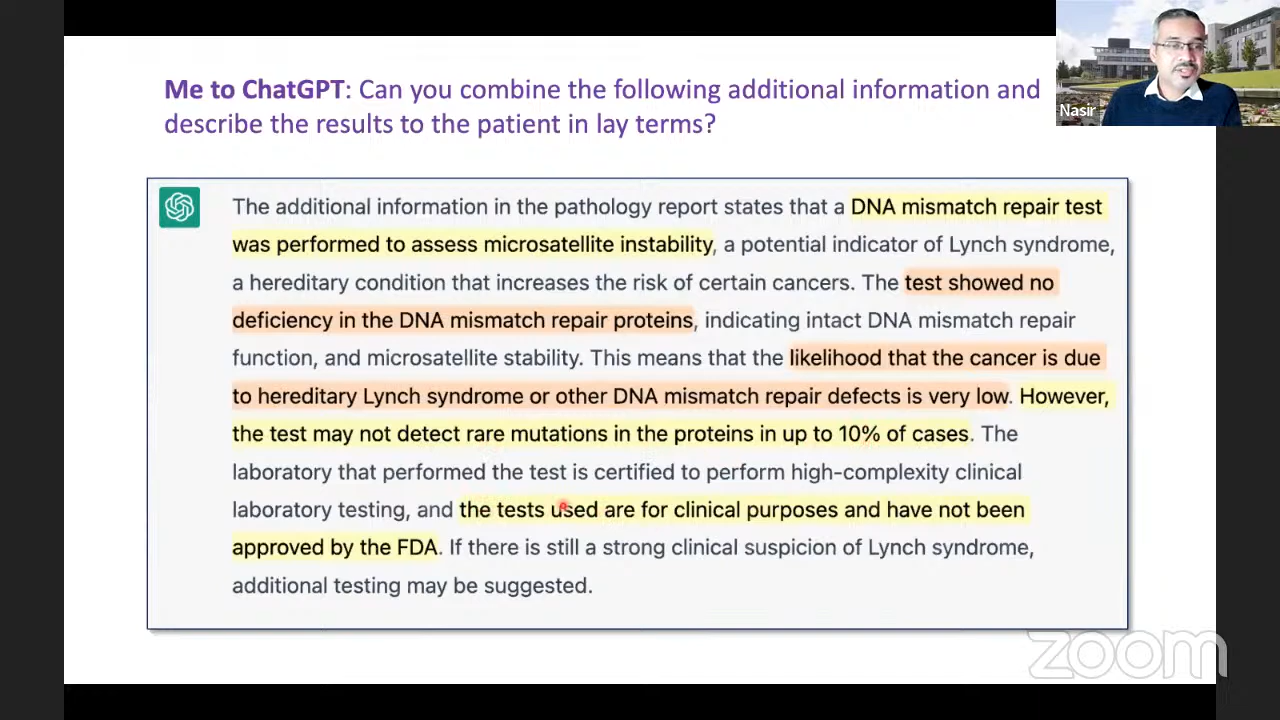 Me to ChatGPT: Can you combine the following additional information and
describe the results to the patient in lay terms?
Nasir
The additional information in the pathology report states that a DNA mismatch repair test
was performed to assess microsatellite instability, a potential indicator of Lynch syndrome,
a hereditary condition that increases the risk of certain cancers. The test showed no
deficiency in the DNA mismatch repair proteins, indicating intact DNA mismatch repair
function, and microsatellite stability. This means that the likelihood that the cancer is due
to hereditary Lynch syndrome or other DNA mismatch repair defects is very low. However,
the test may not detect rare mutations in the proteins in up to 10% of cases. The
laboratory that performed the test is certified to perform high-complexity clinical
laboratory testing, and the tests used are for clinical purposes and have not been
approved by the FDA. If there is still a strong clinical suspicion of Lynch syndrome,
additional testing may be suggested.
zoom